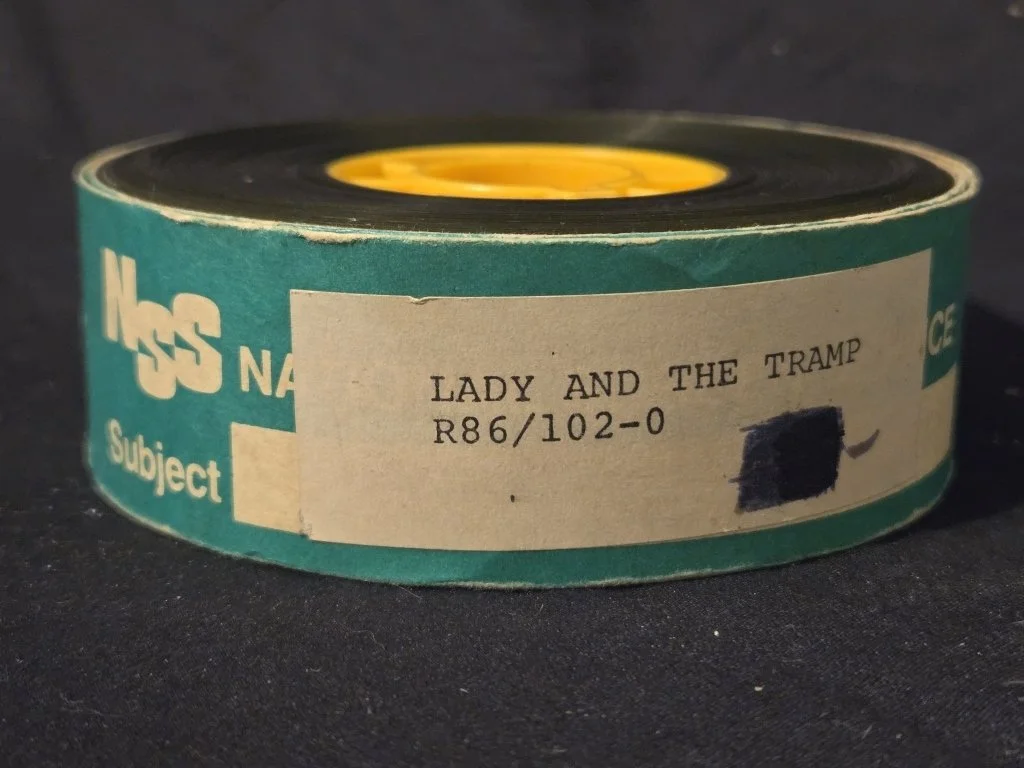 NSS NA
CE
Subject
LADY AND THE TRAMP
R86/102-0